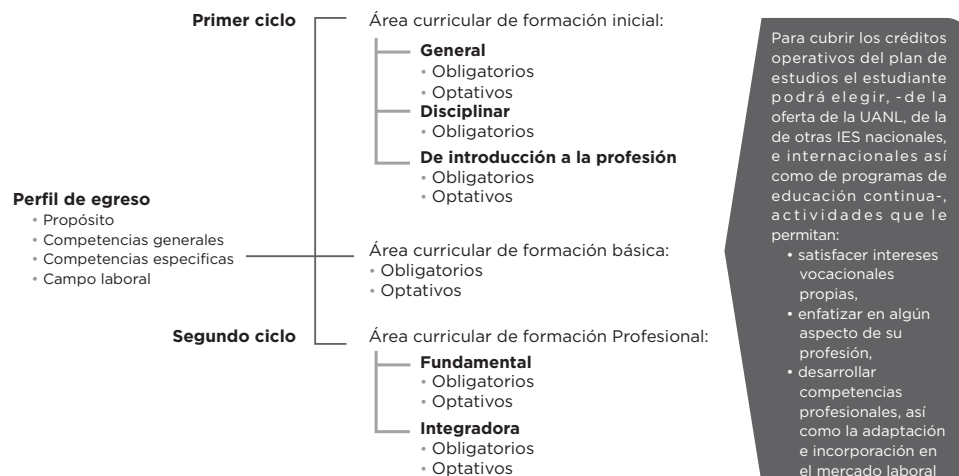 Primer ciclo
Área curricular de formación inicial:
General
• Obligatorios
• Optativos
Disciplinar
• Obligatorios
De introducción a la profesión
• Obligatorios
• Optativos
Perfil de egreso
• Propósito
• Competencias generales
• Competencias especificas
• Campo laboral
Área curricular de formación básica:
• Obligatorios
• Optativos
Segundo ciclo
Área curricular de formación Profesional:
Fundamental
• Obligatorios
• Optativos
Integradora
• Obligatorios
• Optativos
Para cubrir los créditos
operativos del plan de
estudios el estudiante
podrá elegir, -de la
oferta de la UANL, de la
de otras IES nacionales,
e internacionales así
como de programas de
educación continua-,
actividades que le
permitan:
• satisfacer intereses
vocacionales
propias,
• enfatizar en algún
aspecto de su
profesión,
• desarrollar
competencias
profesionales, así
como la adaptación
e incorporación en
el mercado laboral